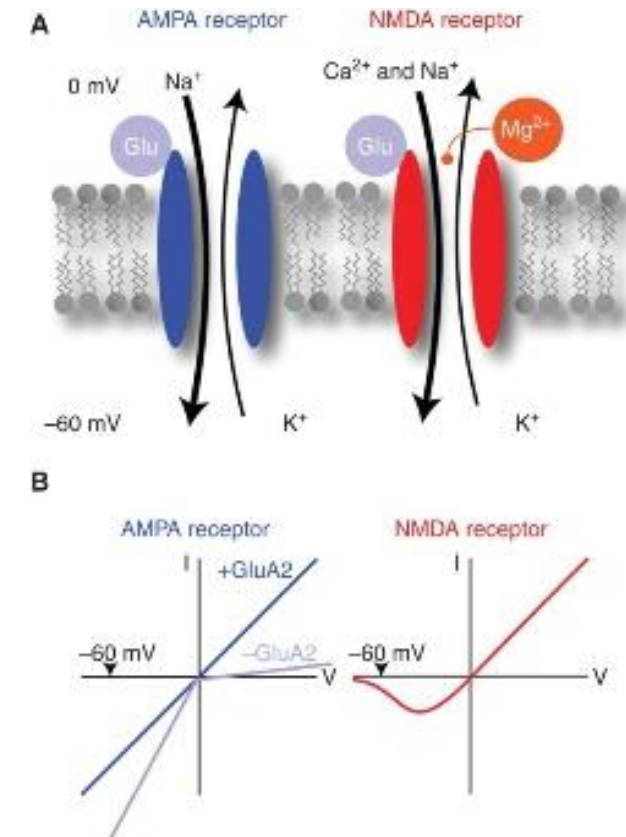 A
AMPA receptor NMDA receptor
0 mV Na⁺ Ca²⁺ and Na⁺
Glu Glu Mg²⁺
–60 mV K⁺ K⁺
B
AMPA receptor NMDA receptor
I +GluA2 I
–60 mV –GluA2 –60 mV
V V